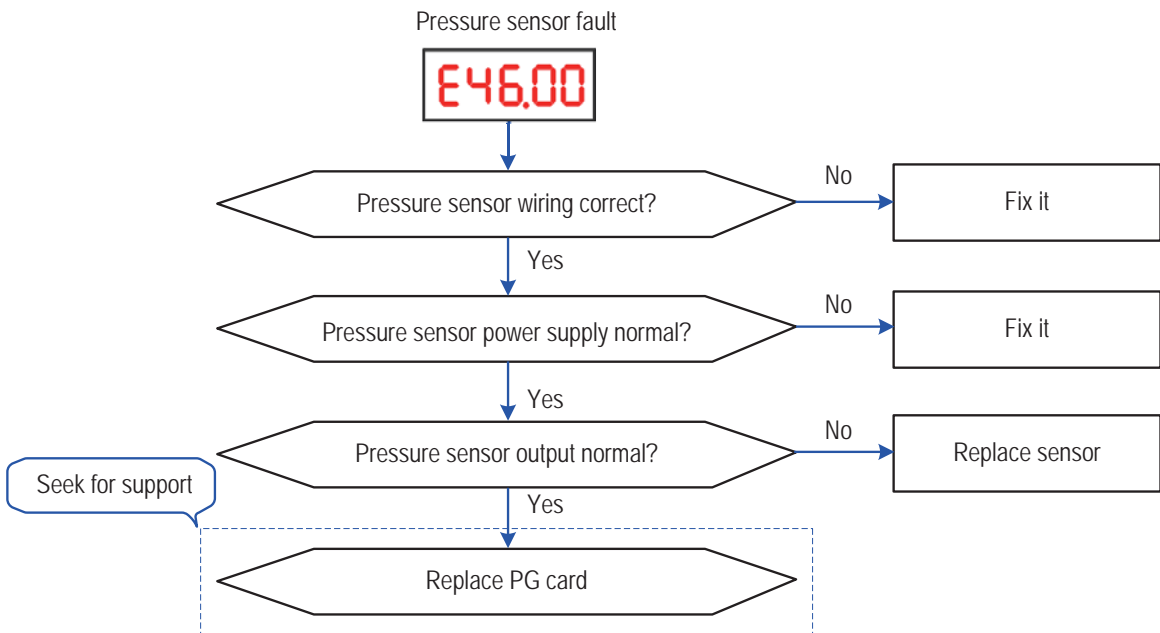 Pressure sensor fault
E46.00
Pressure sensor wiring correct?
No
Fix it
Yes
Pressure sensor power supply normal?
No
Fix it
Yes
Pressure sensor output normal?
No
Replace sensor
Seek for support
Yes
Replace PG card